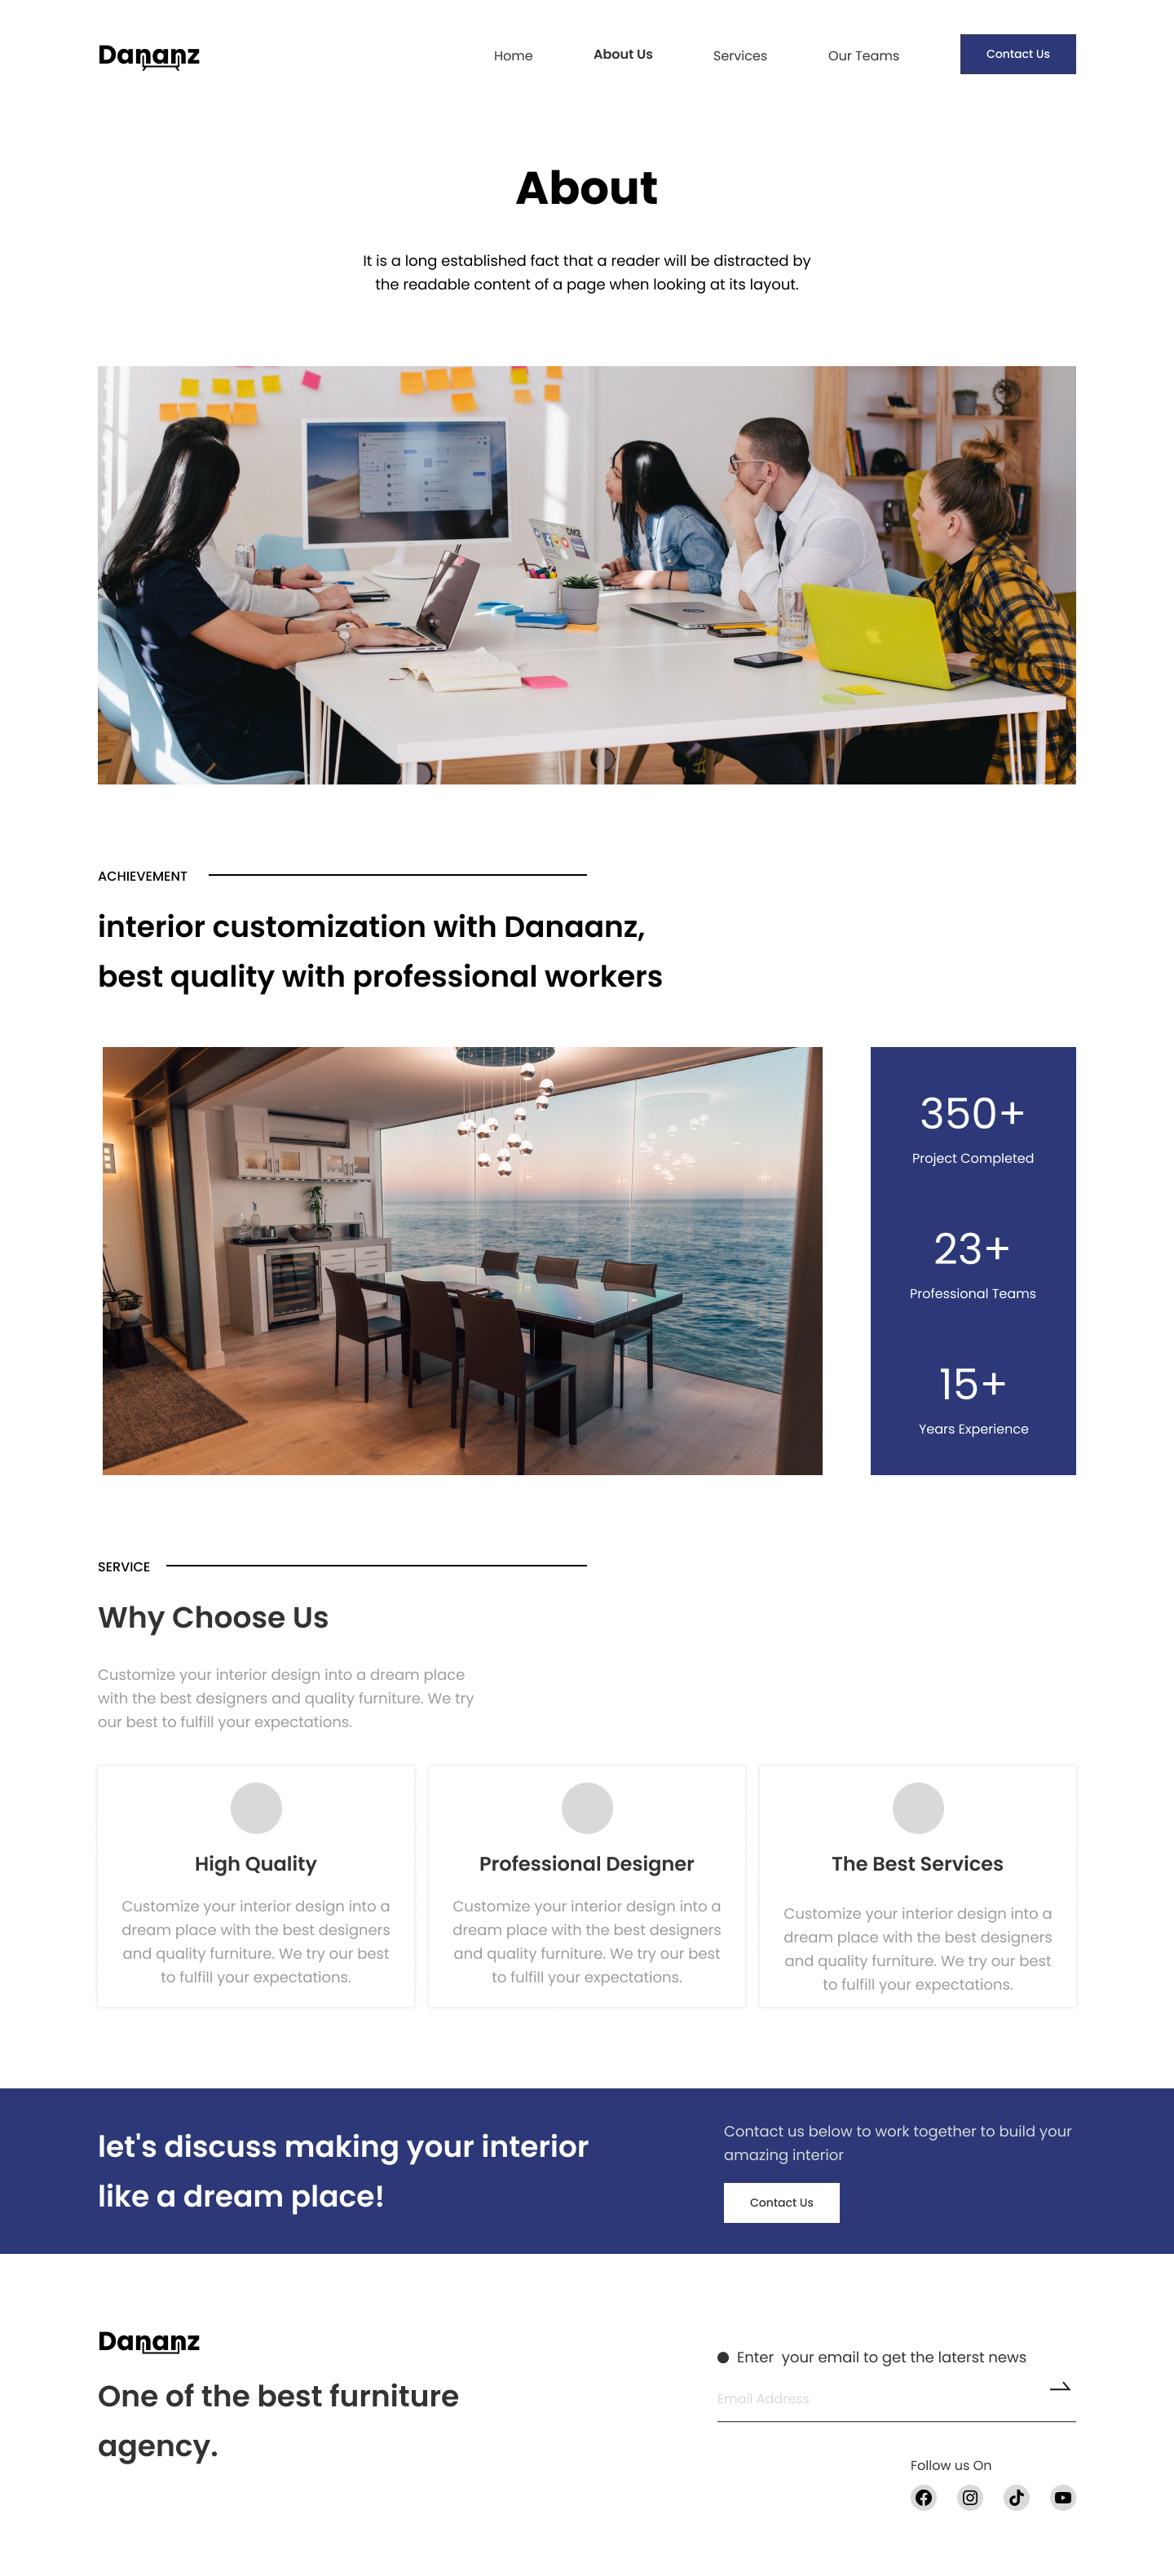 Dananz
Home
About Us
Services
Our Teams
Contact Us
About
It is a long established fact that a reader will be distracted by
the readable content of a page when looking at its layout.
ACHIEVEMENT
interior customization with Danaanz,
best quality with professional workers
350+
Project Completed
23+
Professional Teams
15+
Years Experience
SERVICE
Why Choose Us
Customize your interior design into a dream place
with the best designers and quality furniture. We try
our best to fulfill your expectations.
High Quality
Customize your interior design into a
dream place with the best designers
and quality furniture. We try our best
to fulfill your expectations.
Professional Designer
Customize your interior design into a
dream place with the best designers
and quality furniture. We try our best
to fulfill your expectations.
The Best Services
Customize your interior design into a
dream place with the best designers
and quality furniture. We try our best
to fulfill your expectations.
let's discuss making your interior
like a dream place!
Contact us below to work together to build your
amazing interior
Contact Us
Dananz
One of the best furniture
agency.
Enter  your email to get the laterst news
Email Address
Follow us On